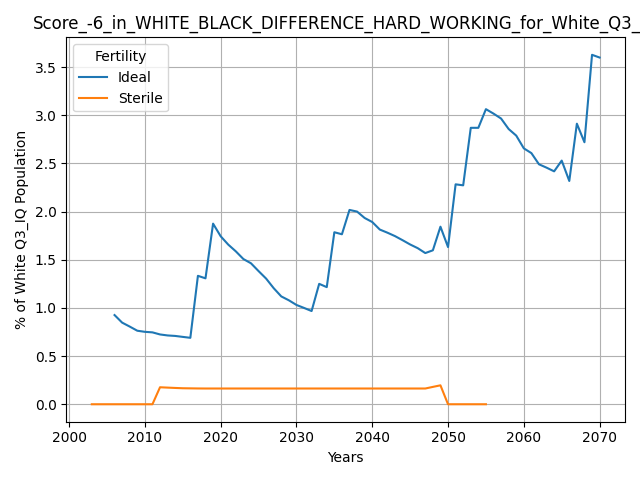 Score_-6_in_WHITE_BLACK_DIFFERENCE_HARD_WORKING_for_White_Q3_
Fertility
Ideal
Sterile
% of White Q3_IQ Population
3.5
3.0
2.5
2.0
1.5
1.0
0.5
0.0
2000 2010 2020 2030 2040 2050 2060 2070
Years